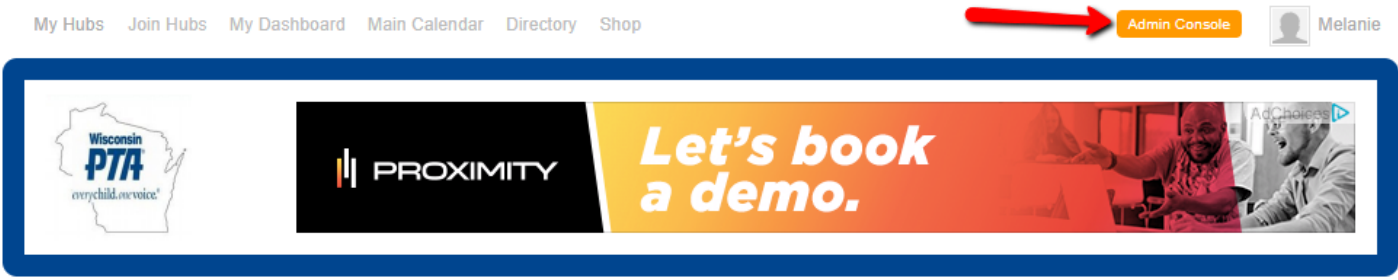 My Hubs Join Hubs My Dashboard Main Calendar Directory Shop Admin Console Melanie
Wisconsin
PTA®
everychild.onevoice.®
PROXIMITY
Let's book
a demo.
AdChoices